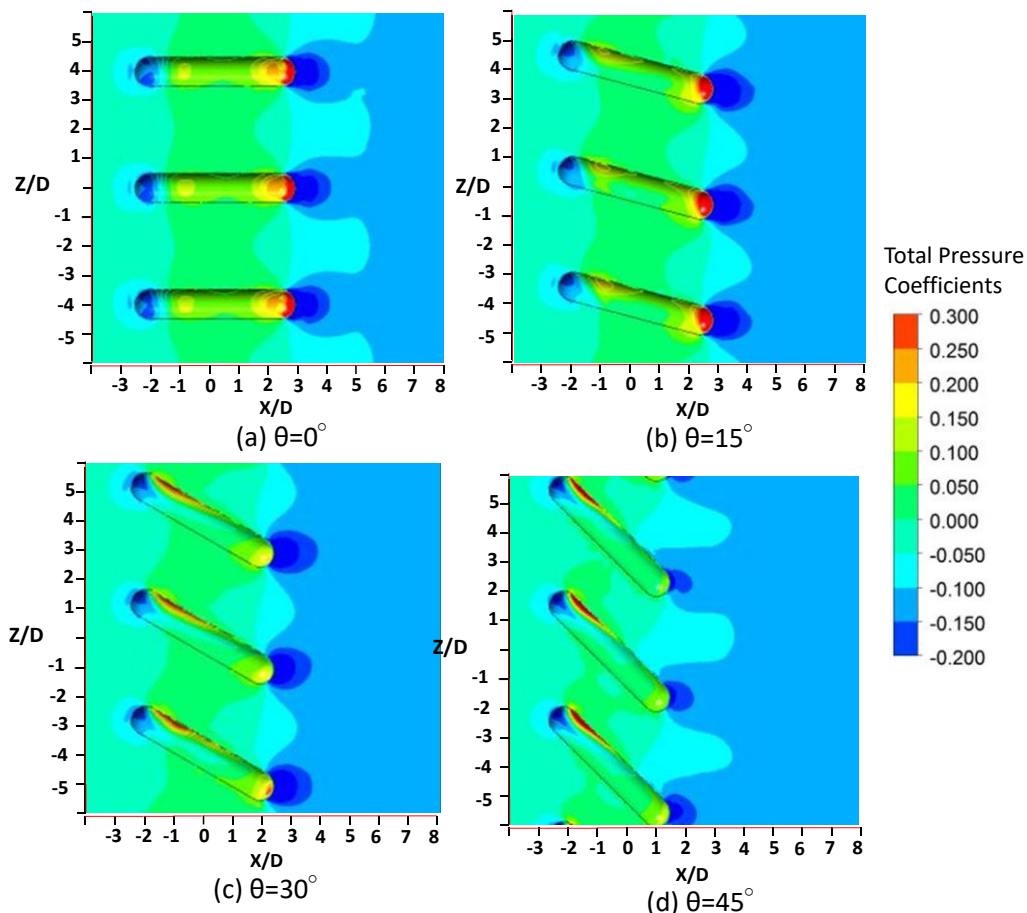 5
4
3
2
1
Z/D
-1
-2
-3
-4
-5
-3 -2 -1 0 1 2 3 4 5 6 7 8
X/D
(a) θ=0°
5
4
3
2
1
Z/D
-1
-2
-3
-4
-5
-3 -2 -1 0 1 2 3 4 5 6 7 8
X/D
(b) θ=15°
Total Pressure
Coefficients
0.300
0.250
0.200
0.150
0.100
0.050
0.000
-0.050
-0.100
-0.150
-0.200
5
4
3
2
1
Z/D
-1
-2
-3
-4
-5
-3 -2 -1 0 1 2 3 4 5 6 7 8
X/D
(c) θ=30°
5
4
3
2
1
Z/D
-1
-2
-3
-4
-5
-3 -2 -1 0 1 2 3 4 5 6 7 8
X/D
(d) θ=45°